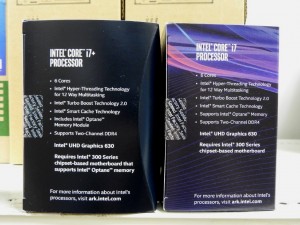 INTEL® CORE™ i7+
PROCESSOR
• 6 Cores
• Intel® Hyper-Threading Technology
for 12 Way Multitasking
• Intel® Turbo Boost Technology 2.0
• Intel® Smart Cache Technology
• Includes Intel® Optane™
Memory Module
• Supports Two-Channel DDR4
Intel® UHD Graphics 630
Requires Intel® 300 Series
chipset-based motherboard that
supports Intel® Optane™ memory
For more information about Intel's
processors, visit ark.intel.com
INTEL® CORE™ i7
PROCESSOR
• 6 Cores
• Intel® Hyper-Threading Technology
for 12 Way Multitasking
• Intel® Turbo Boost Technology 2.0
• Intel® Smart Cache Technology
• Intel® Optane™ Memory Supported
• Supports Two-Channel DDR4
Intel® UHD Graphics 630
Requires Intel® 300 Series
chipset-based motherboard
For more information about Intel's
processors, visit ark.intel.com